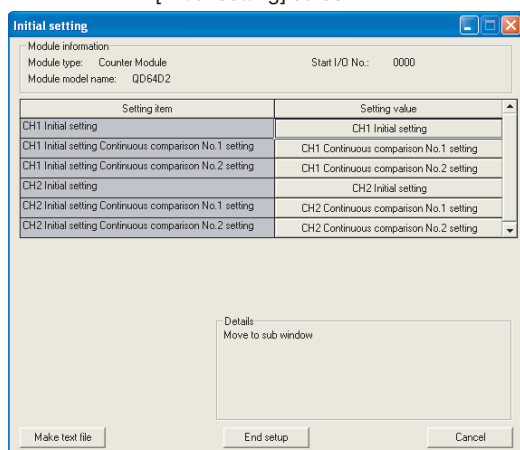 Initial setting
Module information
Module type: Counter Module Start I/O No.: 0000
Module model name: QD64D2
Setting item Setting value
CH1 Initial setting CH1 Initial setting
CH1 Initial setting Continuous comparison No.1 setting CH1 Continuous comparison No.1 setting
CH1 Initial setting Continuous comparison No.2 setting CH1 Continuous comparison No.2 setting
CH2 Initial setting CH2 Initial setting
CH2 Initial setting Continuous comparison No.1 setting CH2 Continuous comparison No.1 setting
CH2 Initial setting Continuous comparison No.2 setting CH2 Continuous comparison No.2 setting
Details
Move to sub window
Make text file End setup Cancel